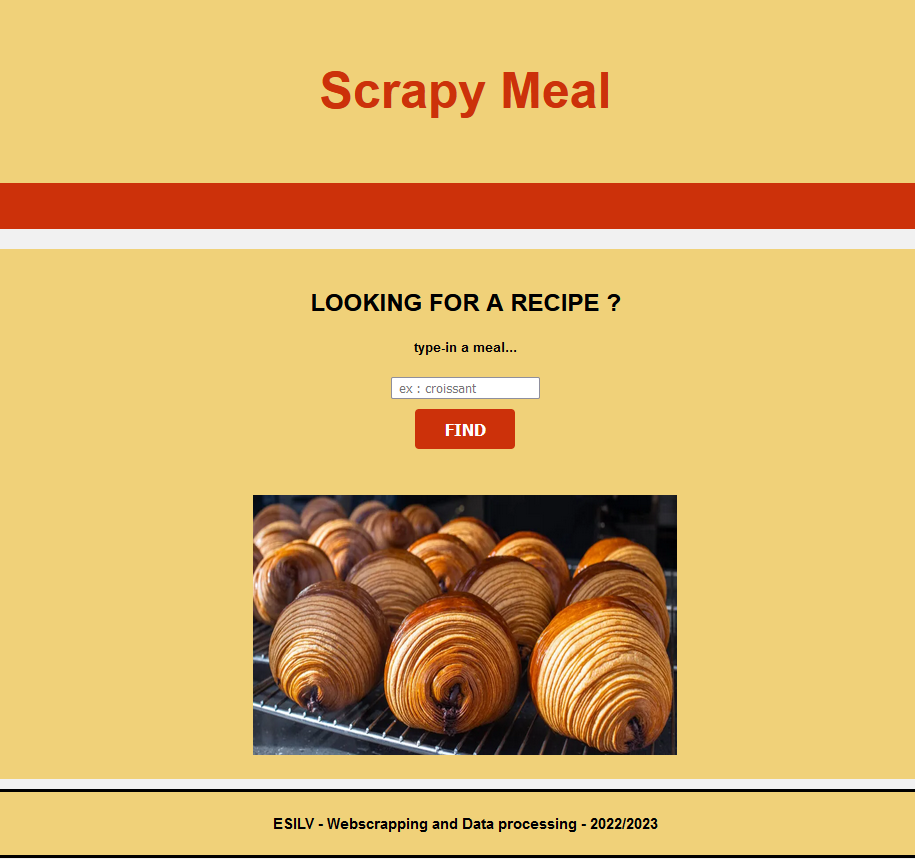 Scrapy Meal
LOOKING FOR A RECIPE ?
type-in a meal...
ex : croissant
FIND
ESILV - Webscrapping and Data processing - 2022/2023